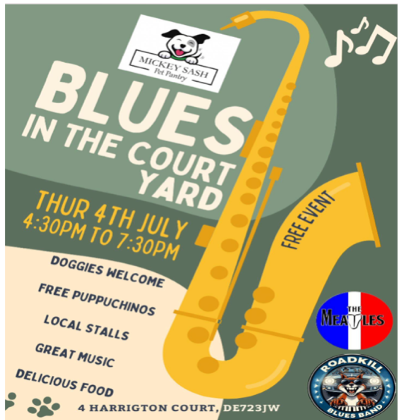 MICKEY SASH
Pet Pantry
BLUES
IN THE COURT
YARD
THUR 4TH JULY
4:30PM TO 7:30PM
FREE EVENT
DOGGIES WELCOME
FREE PUPPUCHINOS
LOCAL STALLS
GREAT MUSIC
DELICIOUS FOOD
THE
MEATLES
ROADKILL
BLUES BAND
4 HARRIGTON COURT, DE723JW